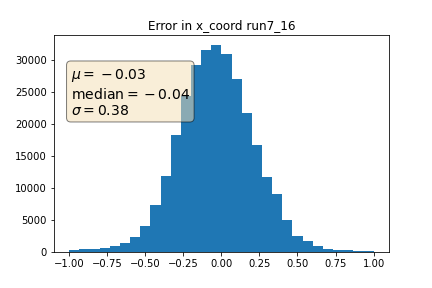 Error in x_coord run7_16
30000
25000
20000
15000
10000
5000
0
μ = −0.03
median = −0.04
σ = 0.38
−1.00 −0.75 −0.50 −0.25 0.00 0.25 0.50 0.75 1.00